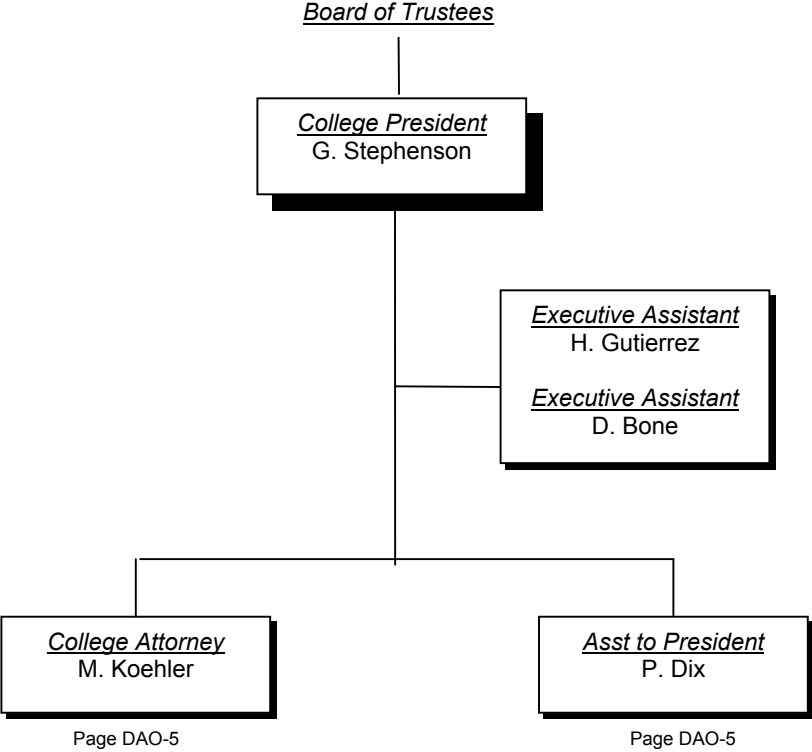 Board of Trustees
College President
G. Stephenson
Executive Assistant
H. Gutierrez
Executive Assistant
D. Bone
College Attorney
M. Koehler
Page DAO-5
Asst to President
P. Dix
Page DAO-5